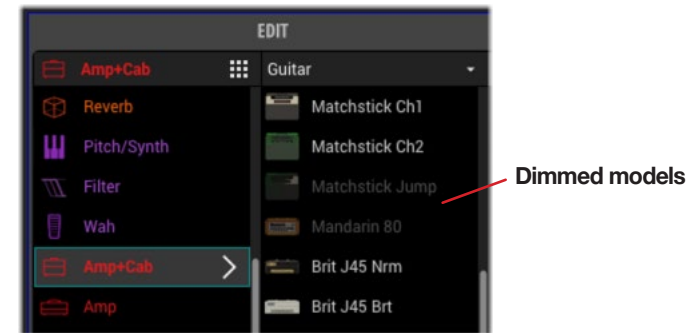 EDIT
Amp+Cab
Guitar
Reverb
Matchstick Ch1
Pitch/Synth
Matchstick Ch2
Filter
Matchstick Jump
Dimmed models
Wah
Mandarin 80
Amp+Cab
Brit J45 Nrm
Amp
Brit J45 Brt